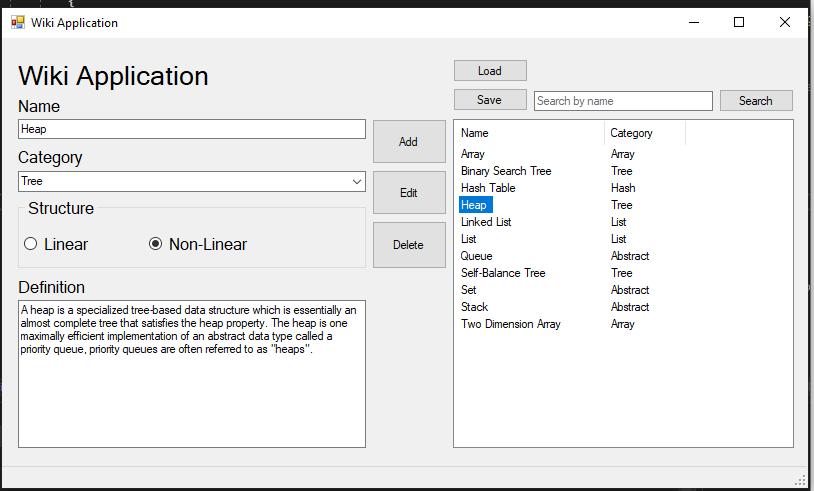 {
Wiki Application
Wiki Application
Name
Heap
Category
Tree
Structure
Linear
Non-Linear
Definition
A heap is a specialized tree-based data structure which is essentially an
almost complete tree that satisfies the heap property. The heap is one
maximally efficient implementation of an abstract data type called a
priority queue, priority queues are often referred to as "heaps".
Add
Edit
Delete
Load
Save
Search by name
Search
Name Category
Array Array
Binary Search Tree Tree
Hash Table Hash
Heap Tree
Linked List List
List List
Queue Abstract
Self-Balance Tree Tree
Set Abstract
Stack Abstract
Two Dimension Array Array